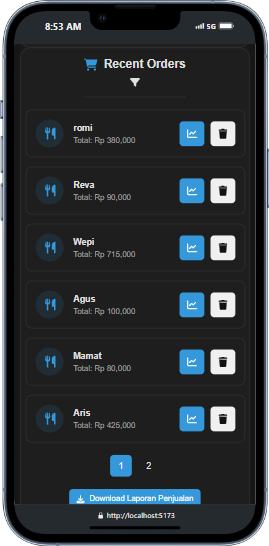 8:53 AM
5G
Recent Orders
romi
Total: Rp 380,000
Reva
Total: Rp 90,000
Wepi
Total: Rp 715,000
Agus
Total: Rp 100,000
Mamat
Total: Rp 80,000
Aris
Total: Rp 425,000
1 2
Download Laporan Penjualan
http://localhost:5173